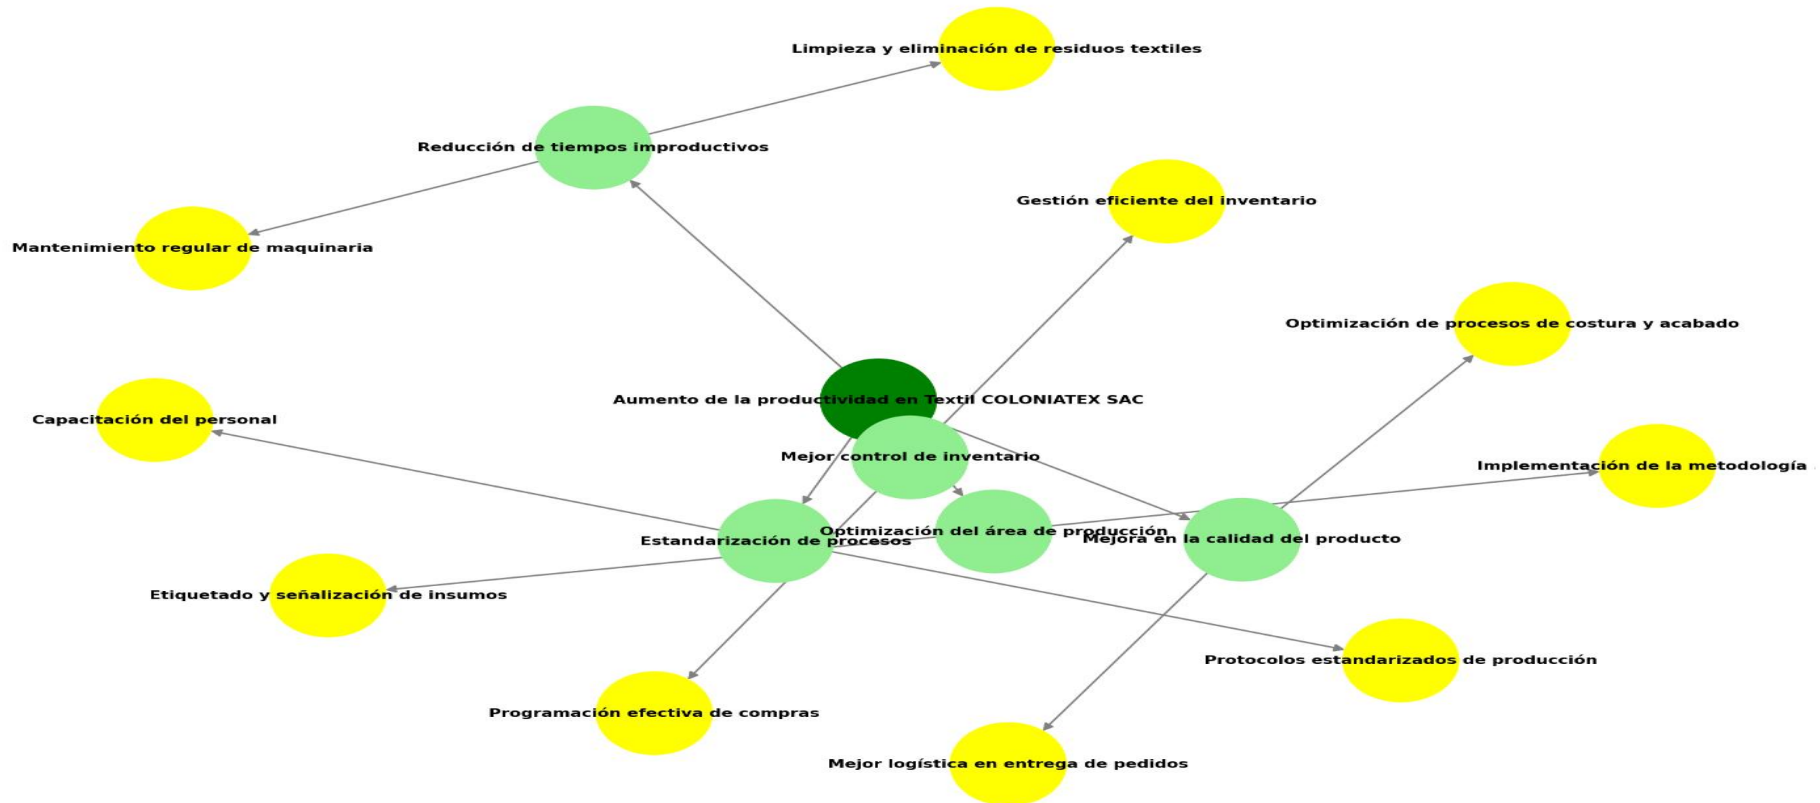 Limpieza y eliminación de residuos textiles
Reducción de tiempos improductivos
Gestión eficiente del inventario
Mantenimiento regular de maquinaria
Optimización de procesos de costura y acabado
Aumento de la productividad en Textil COLONIATEX SAC
Capacitación del personal
Mejor control de inventario
Implementación de la metodología
Optimización del área de producción
Estandarización de procesos
Mejora en la calidad del producto
Etiquetado y señalización de insumos
Protocolos estandarizados de producción
Programación efectiva de compras
Mejor logística en entrega de pedidos